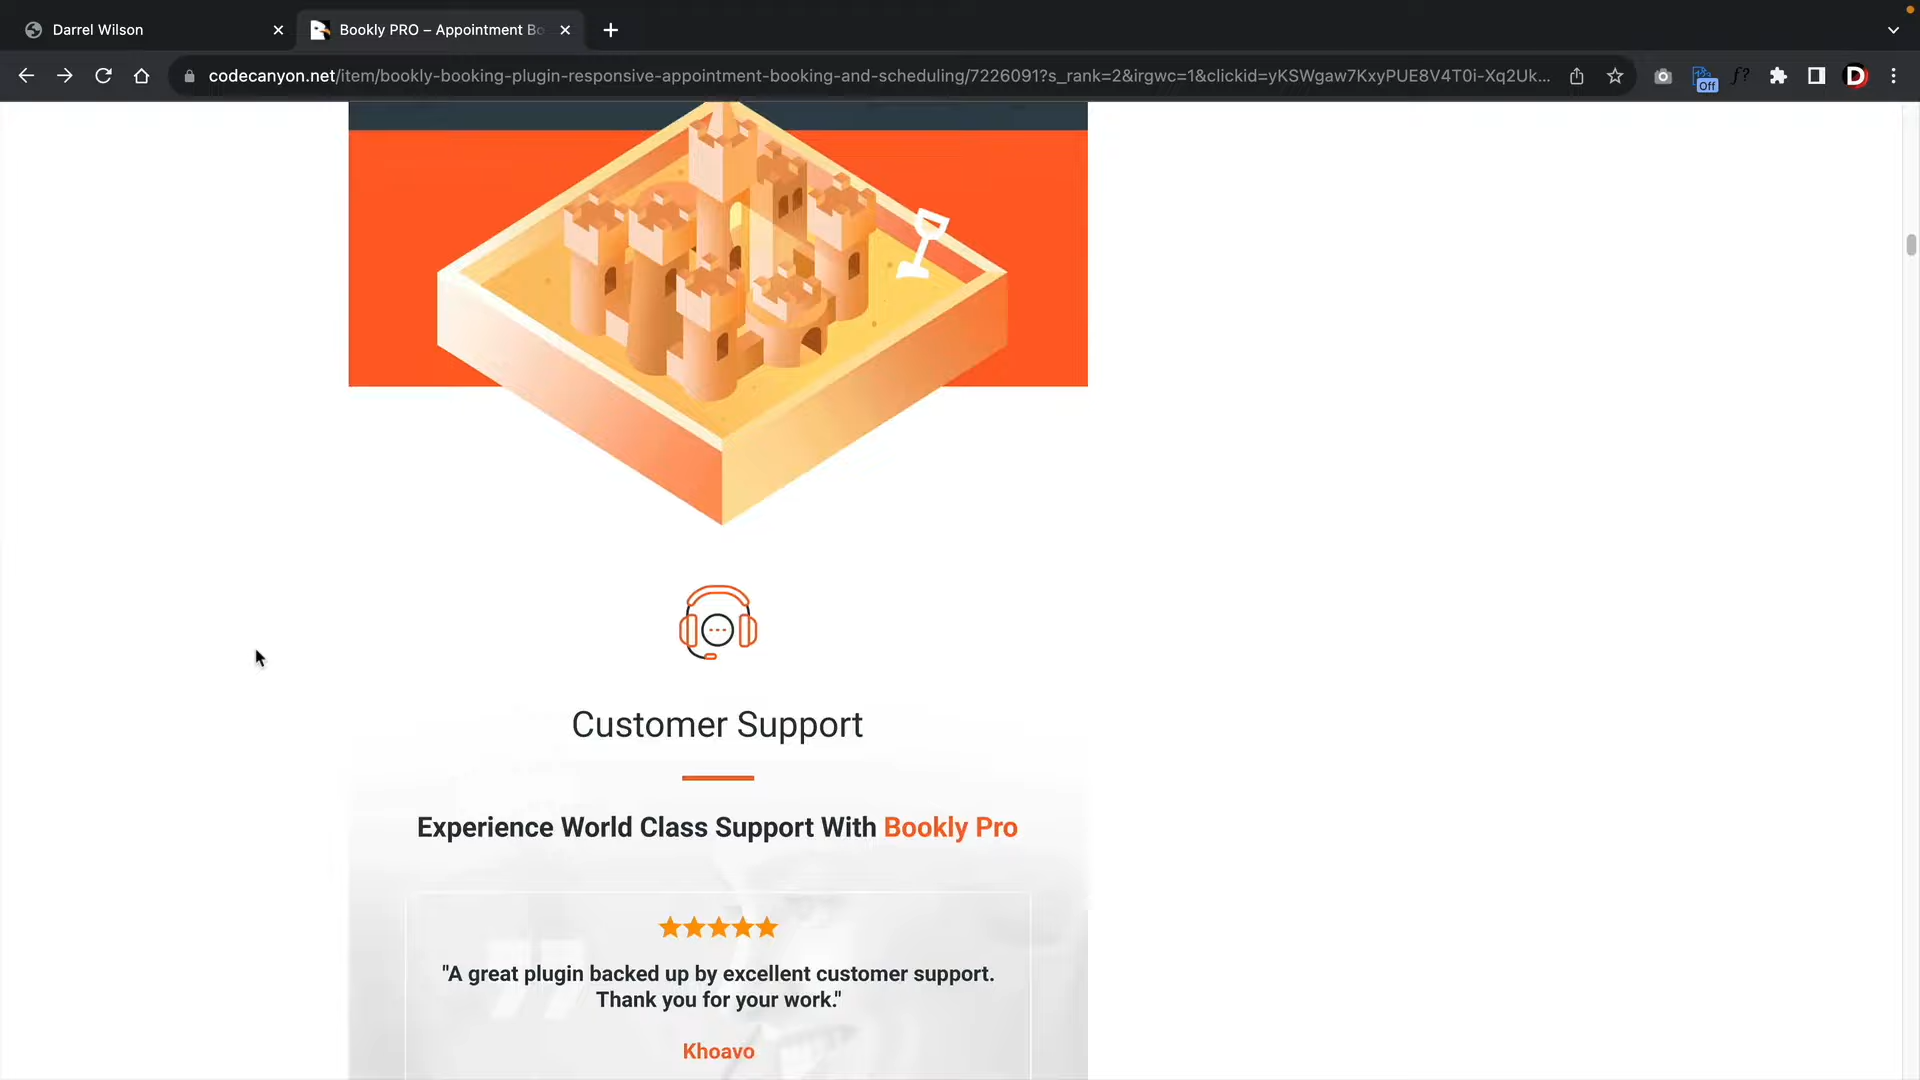 Darrel Wilson
Bookly PRO – Appointment Bo
codecanyon.net/item/bookly-booking-plugin-responsive-appointment-booking-and-scheduling/7226091?s_rank=2&irgwc=1&clickid=yKSWgaw7KxyPUE8V4T0i-Xq2Uk...
Off
f?
D
Customer Support
Experience World Class Support With Bookly Pro
"A great plugin backed up by excellent customer support.
Thank you for your work."
Khoavo